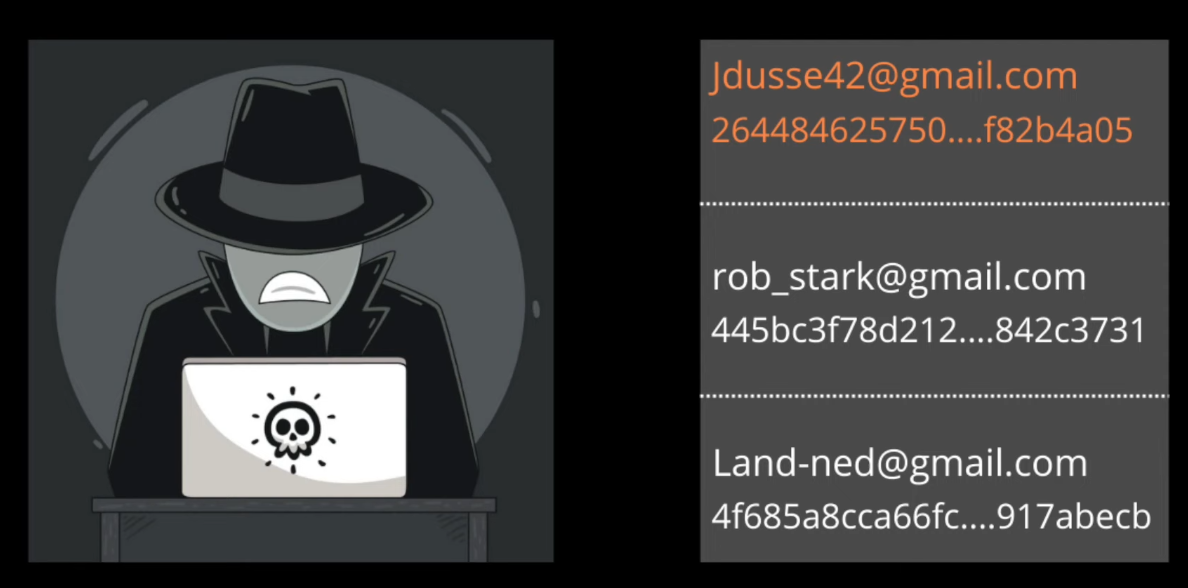 Jdusse42@gmail.com
264484625750....f82b4a05
rob_stark@gmail.com
445bc3f78d212....842c3731
Land-ned@gmail.com
4f685a8cca66fc....917abecb